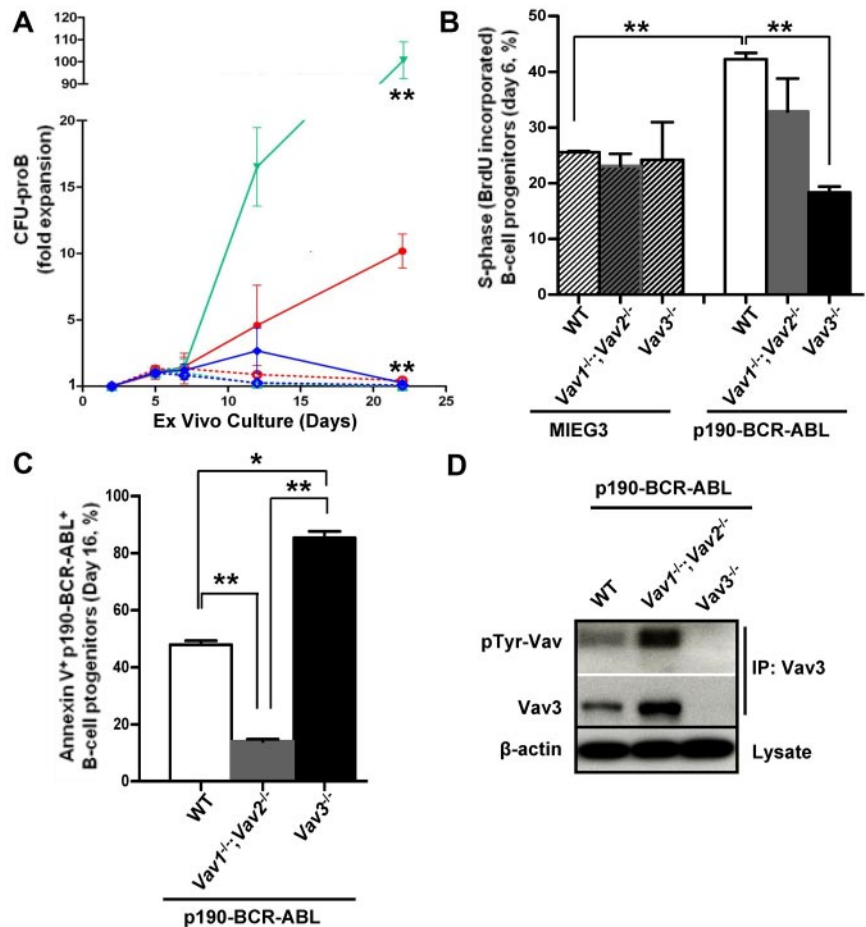 A
120
110
100
90
20
15
10
5
1
**
**
CFU-proB
(fold expansion)
0
5
10
15
20
25
Ex Vivo Culture (Days)
B
**
**
50
40
30
20
10
0
S-phase (BrdU incorporated)
B-cell progenitors (day 6, %)
WT
Vav1-/-;Vav2-/-
Vav3-/-
WT
Vav1-/-;Vav2-/-
Vav3-/-
MIEG3
p190-BCR-ABL
C
*
**
**
100
80
60
40
20
0
Annexin V+p190-BCR-ABL+
B-cell ptogenitors (Day 16, %)
WT
Vav1-/-;Vav2-/-
Vav3-/-
p190-BCR-ABL
D
p190-BCR-ABL
WT
Vav1-/-;Vav2-/-
Vav3-/-
pTyr-Vav
IP: Vav3
Vav3
β-actin
Lysate